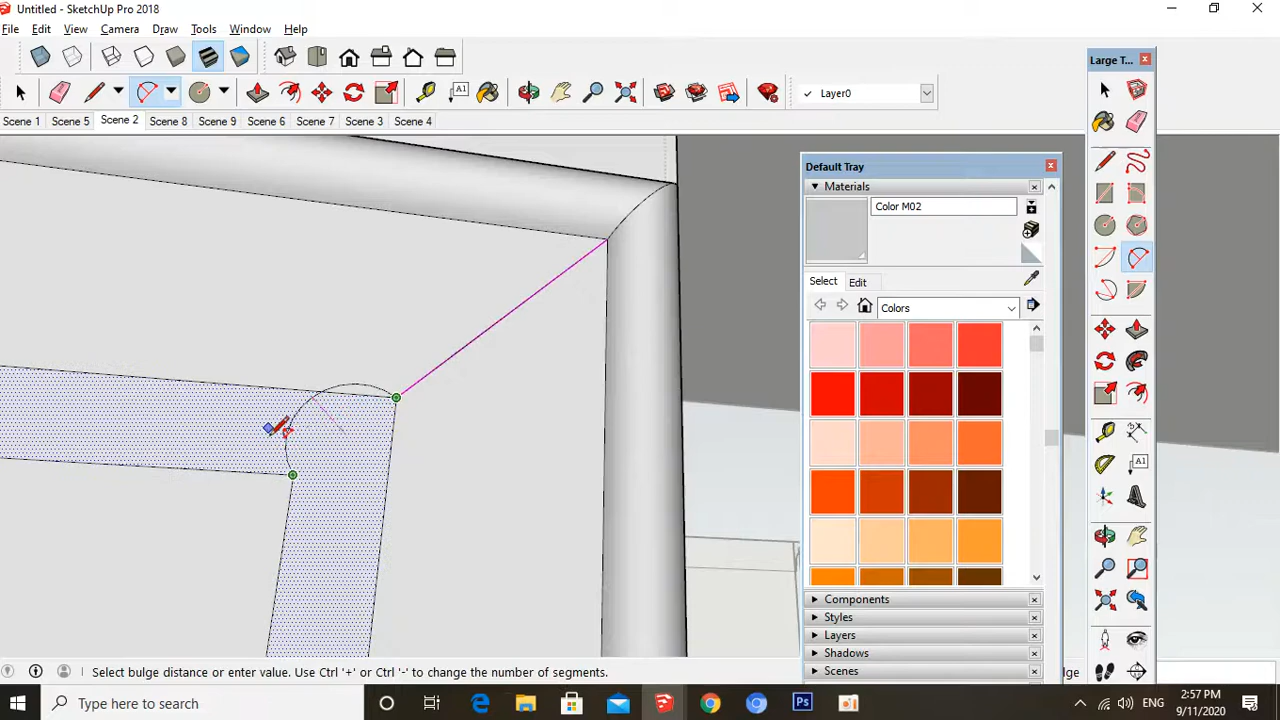 Untitled - SketchUp Pro 2018
File Edit View Camera Draw Tools Window Help
Large T...
A1
Layer0
Scene 1 Scene 5 Scene 2 Scene 8 Scene 9 Scene 6 Scene 7 Scene 3 Scene 4
Default Tray
Materials
Color M02
Select Edit
Colors
A1
Components
Styles
Layers
Shadows
Scenes
Select bulge distance or enter value. Use Ctrl '+' or Ctrl '-' to change the number of segments.
Type here to search
Ps
ENG
2:57 PM
9/11/2020